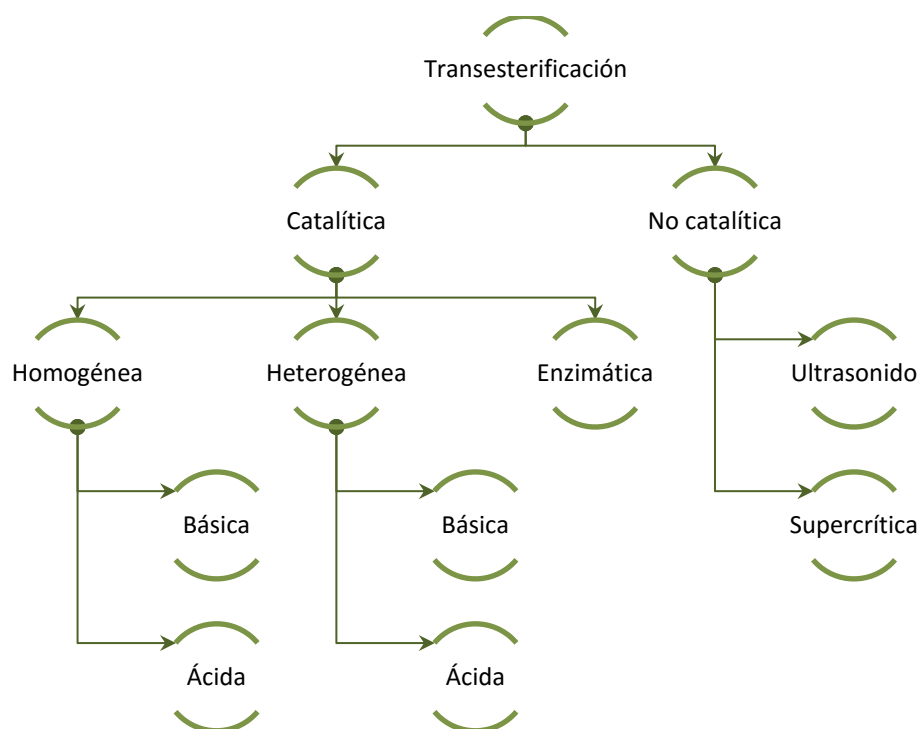 Transesterificación
Catalítica
No catalítica
Homogénea
Heterogénea
Enzimática
Ultrasonido
Básica
Básica
Supercrítica
Ácida
Ácida